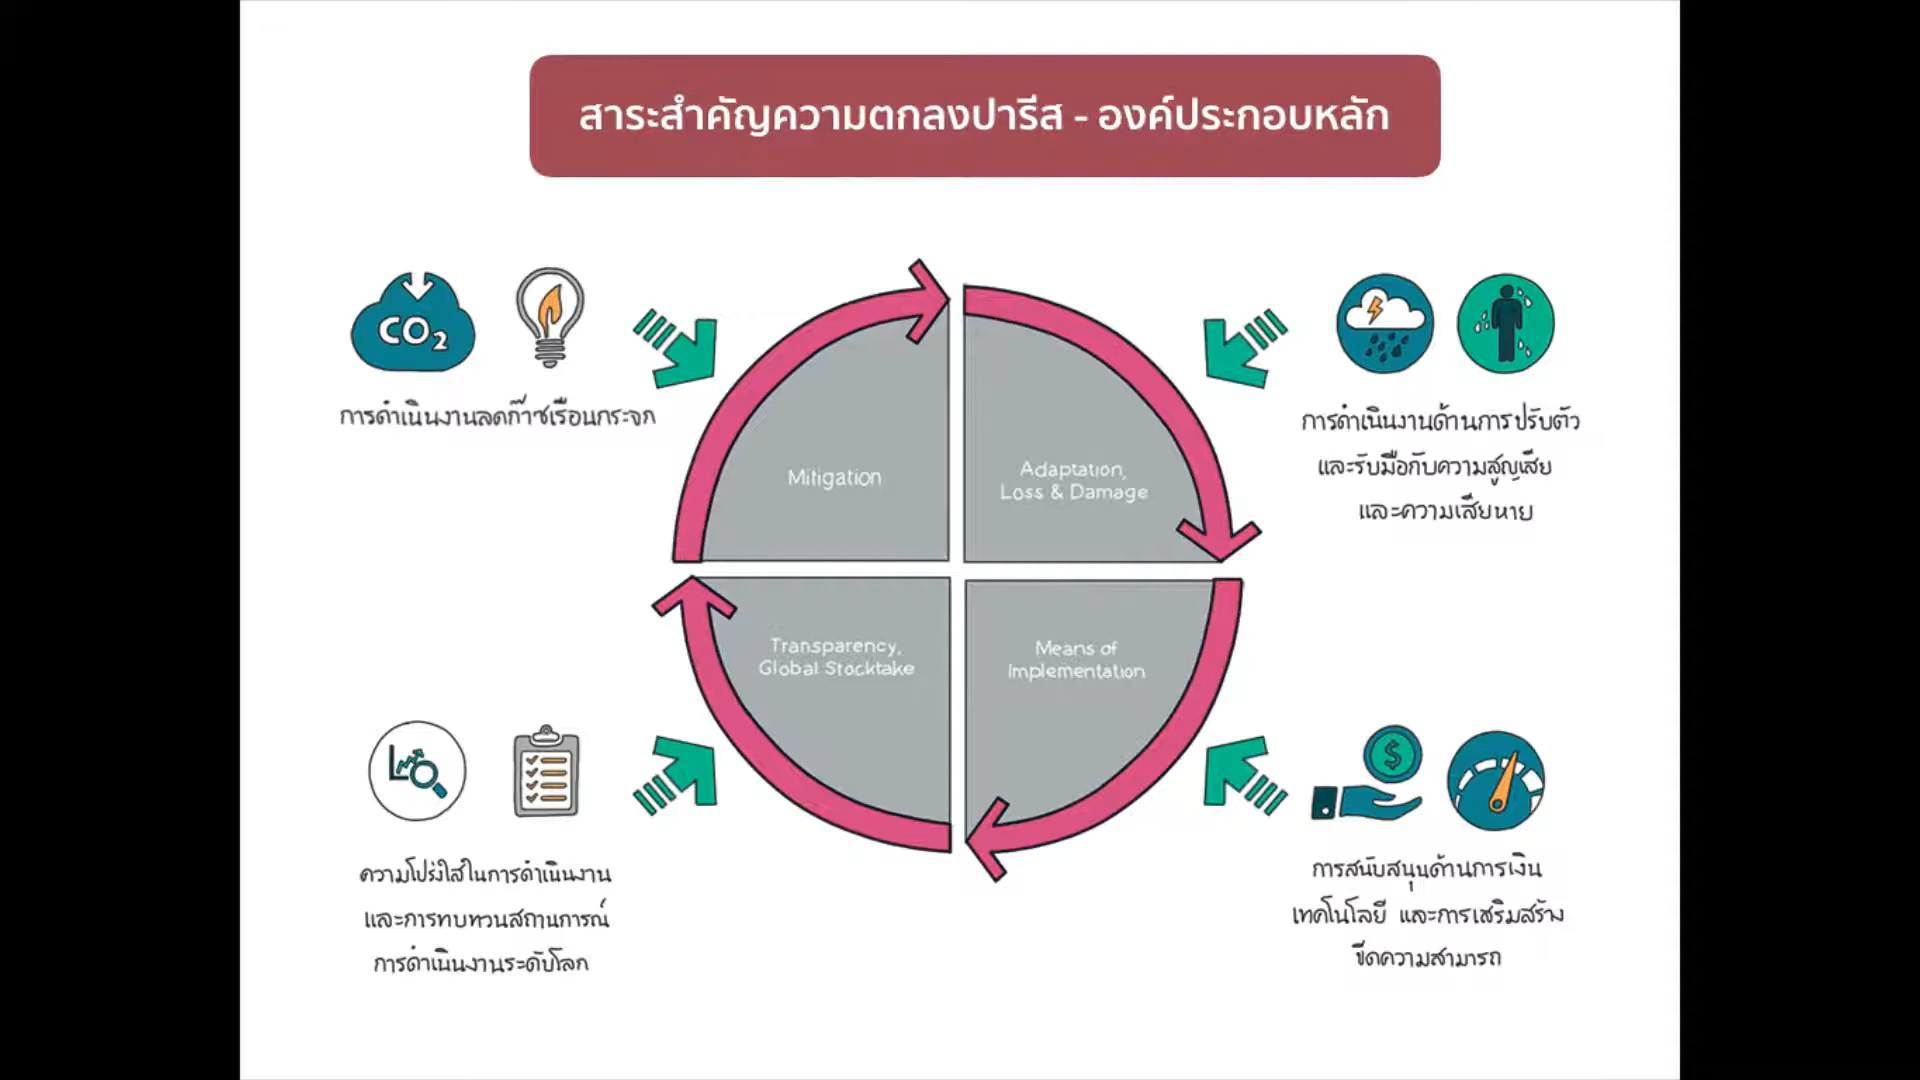 สาระสำคัญความตกลงปารีส - องค์ประกอบหลัก
CO2
การดำเนินงานลดก๊าซเรือนกระจก
Mitigation
Adaptation,
Loss & Damage
การดำเนินงานด้านการปรับตัว
และรับมือกับความสูญเสีย
และความเสียหาย
Transparency,
Global Stocktake
Means of
Implementation
$
ความโปร่งใสในการดำเนินงาน
และการทบทวนสถานการณ์
การดำเนินงานระดับโลก
การสนับสนุนด้านการเงิน
เทคโนโลยี และการเสริมสร้าง
ขีดความสามารถ